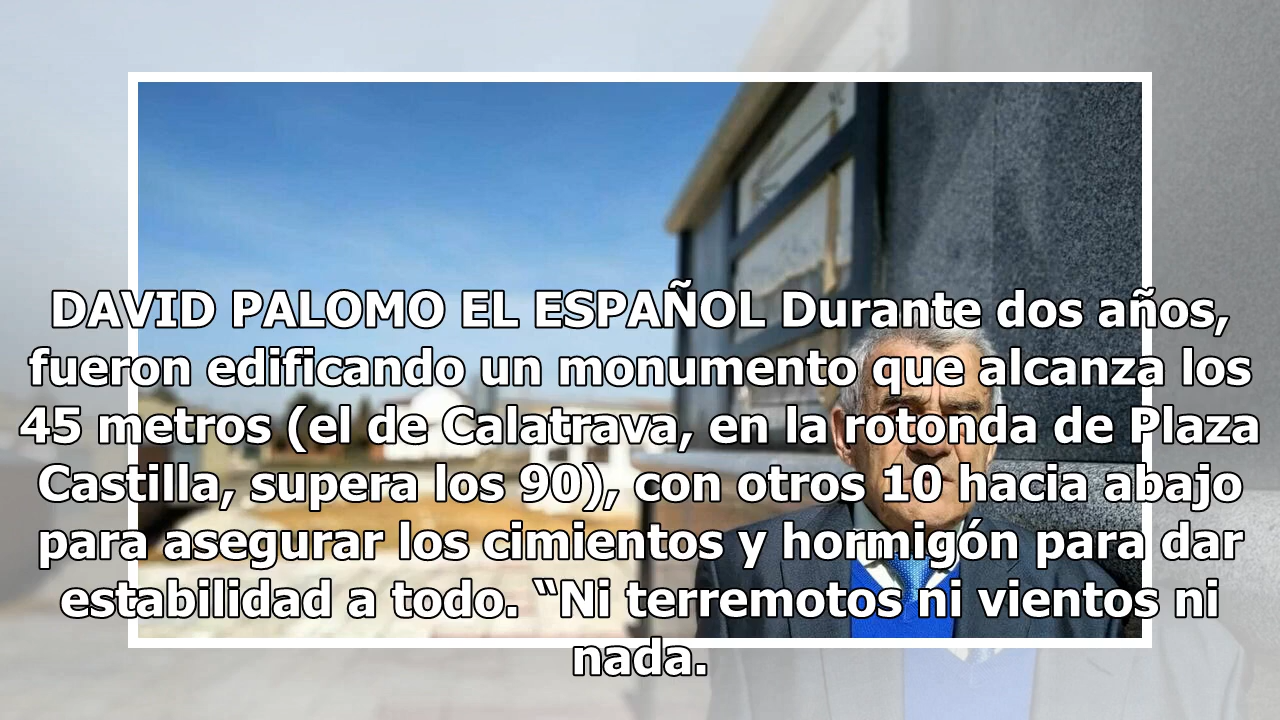 DAVID PALOMO EL ESPAÑOL Durante dos años,
fueron edificando un monumento que alcanza los
45 metros (el de Calatrava, en la rotonda de Plaza
Castilla, supera los 90), con otros 10 hacia abajo
para asegurar los cimientos y hormigón para dar
estabilidad a todo. “Ni terremotos ni vientos ni
nada.